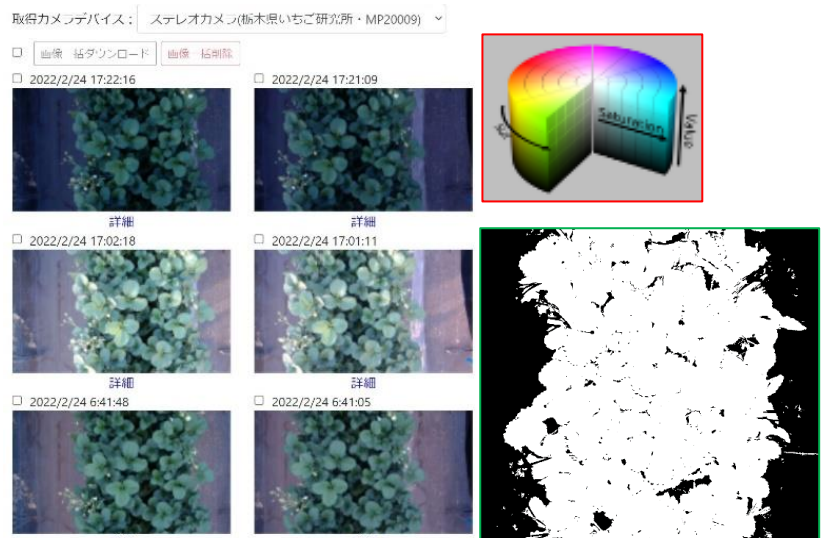 取得カメラデバイス： ステレオカメラ(栃木県いちご研究所・MP20009)
画像一括ダウンロード 画像一括削除
2022/2/24 17:22:16 2022/2/24 17:21:09
詳細 詳細
2022/2/24 17:02:18 2022/2/24 17:01:11
詳細 詳細
2022/2/24 6:41:48 2022/2/24 6:41:05
Saturation
Value